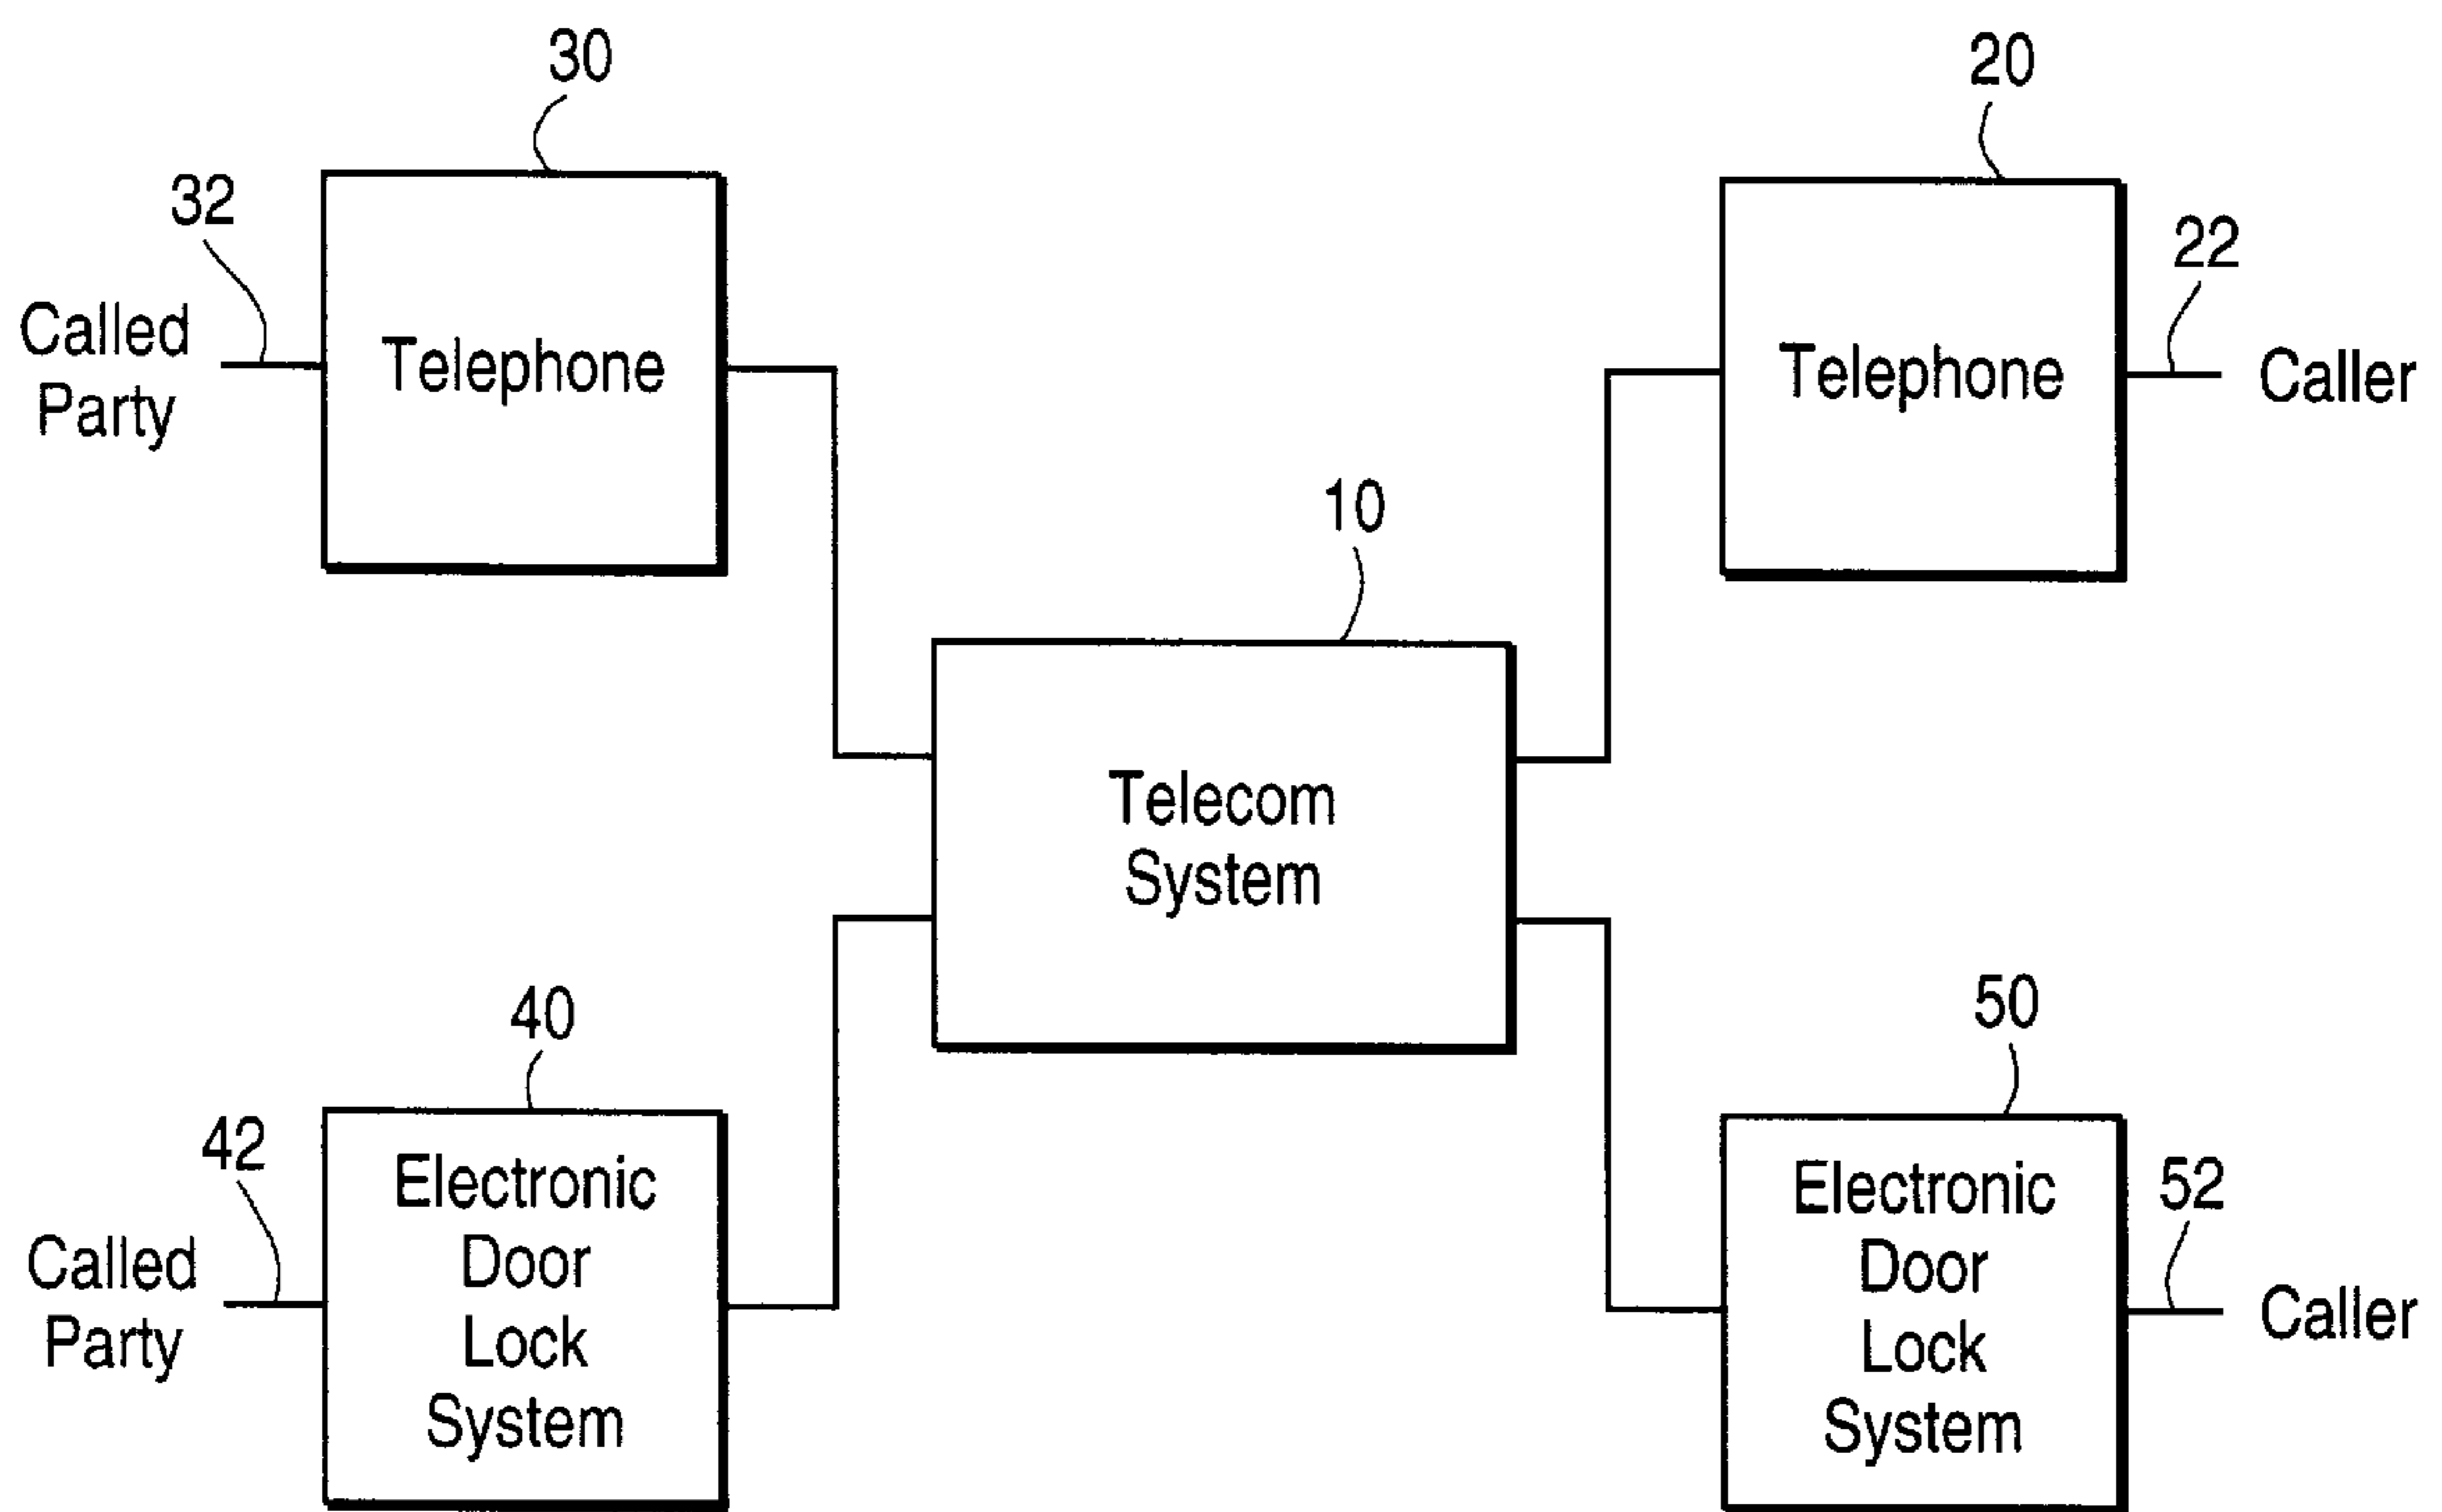 30
20
32
22
Called
Party
Telephone
Telephone
Caller
10
Telecom
System
40
50
42
52
Called
Party
Electronic
Door
Lock
System
Electronic
Door
Lock
System
Caller